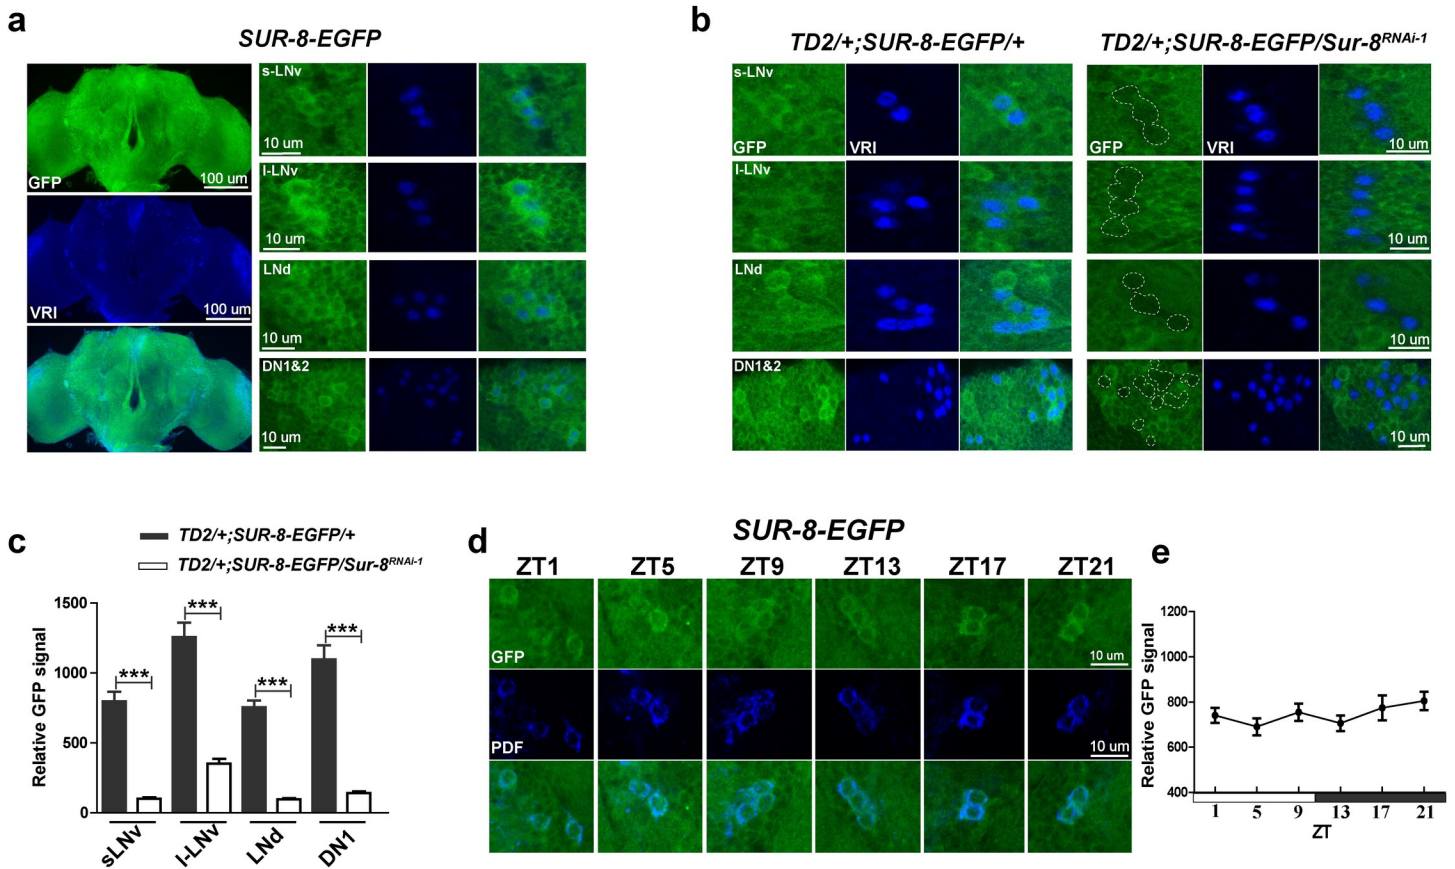 a
SUR-8-EGFP
GFP
100 um
VRI
100 um
s-LNv
10 um
l-LNv
10 um
LNd
10 um
DN1&2
10 um
b
TD2/+;SUR-8-EGFP/+
TD2/+;SUR-8-EGFP/Sur-8RNAi-1
s-LNv
GFP
VRI
GFP
VRI
10 um
l-LNv
10 um
LNd
10 um
DN1&2
10 um
c
TD2/+;SUR-8-EGFP/+
TD2/+;SUR-8-EGFP/Sur-8RNAi-1
Relative GFP signal
1500
1000
500
0
***
***
***
***
sLNv
l-LNv
LNd
DN1
d
SUR-8-EGFP
ZT1 ZT5 ZT9 ZT13 ZT17 ZT21
GFP
10 um
PDF
10 um
e
Relative GFP signal
1200
1000
800
600
400
1 5 9 13 17 21
ZT